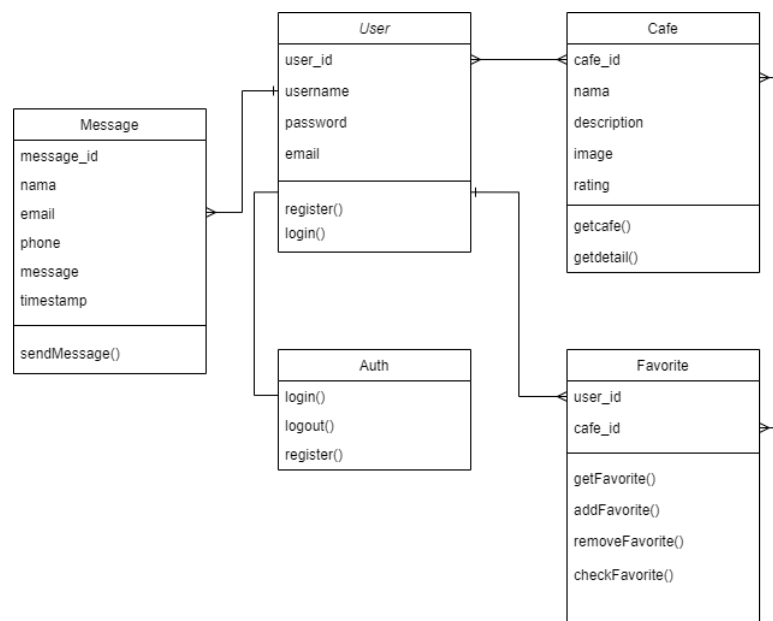 User
user_id
username
password
email
register()
login()
Cafe
cafe_id
nama
description
image
rating
getcafe()
getdetail()
Message
message_id
nama
email
phone
message
timestamp
sendMessage()
Auth
login()
logout()
register()
Favorite
user_id
cafe_id
getFavorite()
addFavorite()
removeFavorite()
checkFavorite()